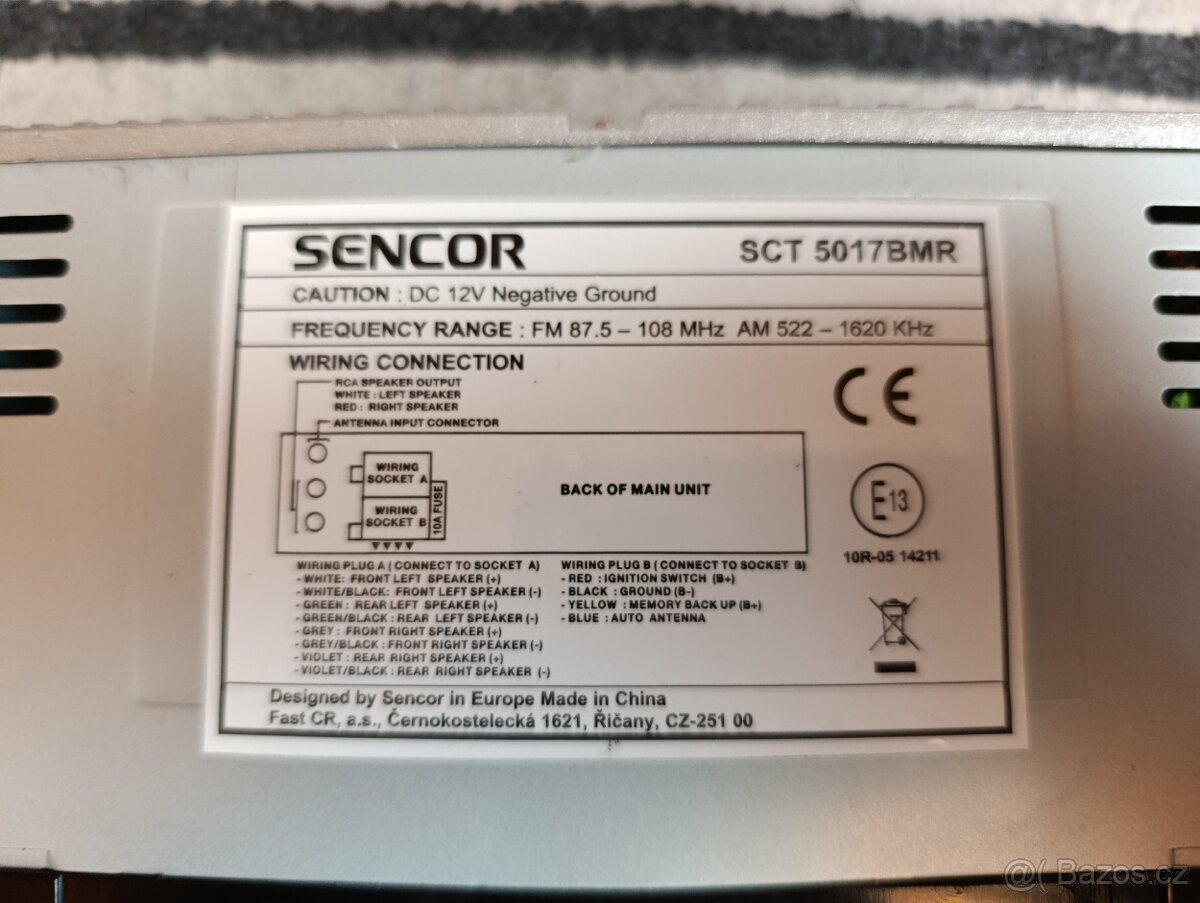 SENCOR SCT 5017BMR
CAUTION : DC 12V Negative Ground
FREQUENCY RANGE : FM 87.5 – 108 MHz AM 522 – 1620 KHz
WIRING CONNECTION
RCA SPEAKER OUTPUT
WHITE : LEFT SPEAKER
RED : RIGHT SPEAKER
ANTENNA INPUT CONNECTOR
CE
WIRING
SOCKET A
WIRING
SOCKET B
10A FUSE
BACK OF MAIN UNIT
E13
10R-05 14211
WIRING PLUG A ( CONNECT TO SOCKET A)
- WHITE: FRONT LEFT SPEAKER (+)
- WHITE/BLACK: FRONT LEFT SPEAKER (-)
- GREEN : REAR LEFT SPEAKER (+)
- GREEN/BLACK: REAR LEFT SPEAKER (-)
- GREY : FRONT RIGHT SPEAKER (+)
- GREY/BLACK : FRONT RIGHT SPEAKER (-)
- VIOLET : REAR RIGHT SPEAKER (+)
- VIOLET/BLACK : REAR RIGHT SPEAKER (-)
WIRING PLUG B ( CONNECT TO SOCKET B)
- RED : IGNITION SWITCH (B+)
- BLACK : GROUND (B-)
- YELLOW : MEMORY BACK UP (B+)
- BLUE : AUTO ANTENNA
Designed by Sencor in Europe Made in China
Fast CR, a.s., Černokostelecká 1621, Říčany, CZ-251 00
@( Bazos.cz